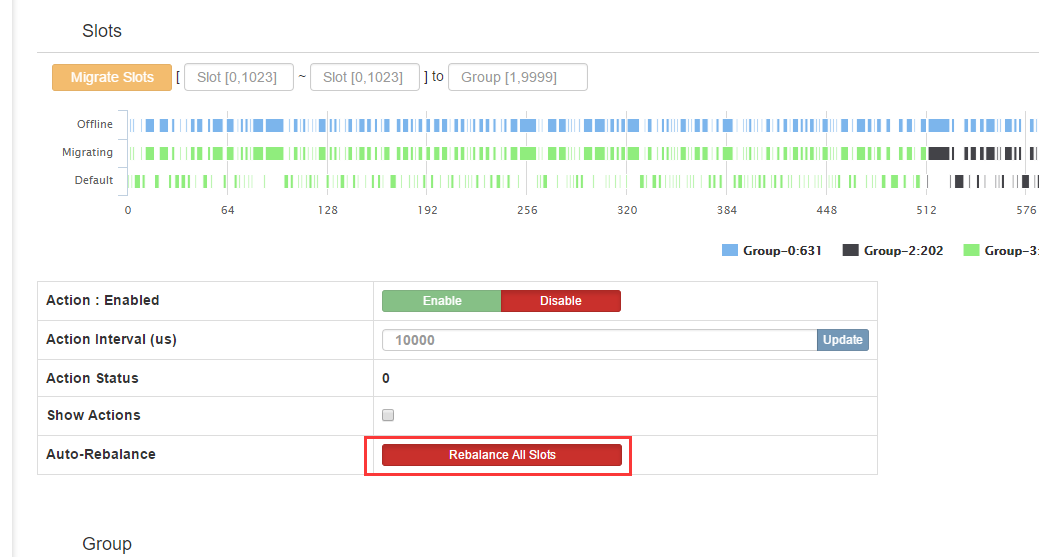 Slots
Migrate Slots [ Slot [0,1023] ~ Slot [0,1023] ] to Group [1,9999]
Offline
Migrating
Default
0 64 128 192 256 320 384 448 512 576
Group-0:631 Group-2:202 Group-3:
Action : Enabled Enable Disable
Action Interval (us) 10000 Update
Action Status 0
Show Actions
Auto-Rebalance Rebalance All Slots
Group